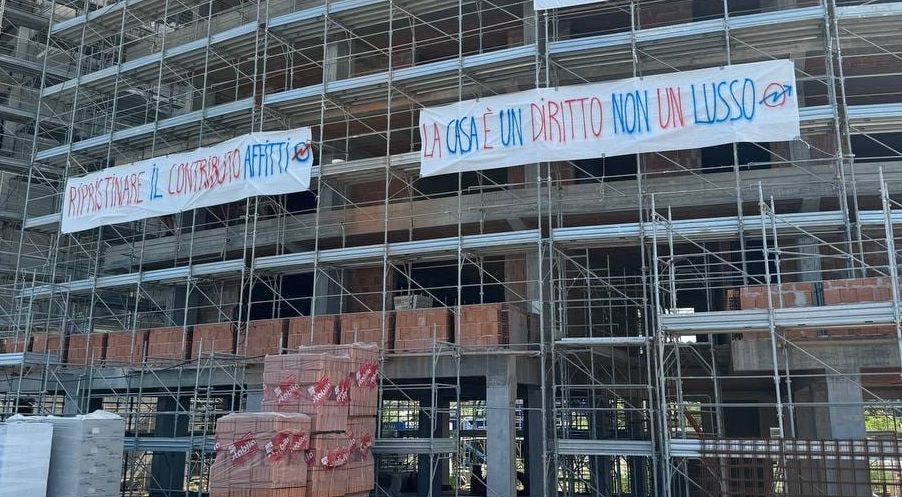 RIPRISTINARE IL CONTRIBUTO AFFITTI
LA CASA È UN DIRITTO NON UN LUSSO